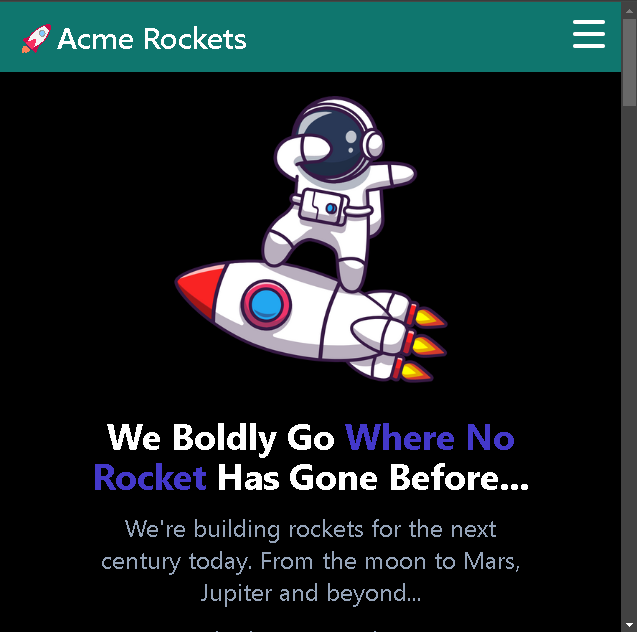 Acme Rockets
We Boldly Go Where No
Rocket Has Gone Before...
We're building rockets for the next
century today. From the moon to Mars,
Jupiter and beyond...